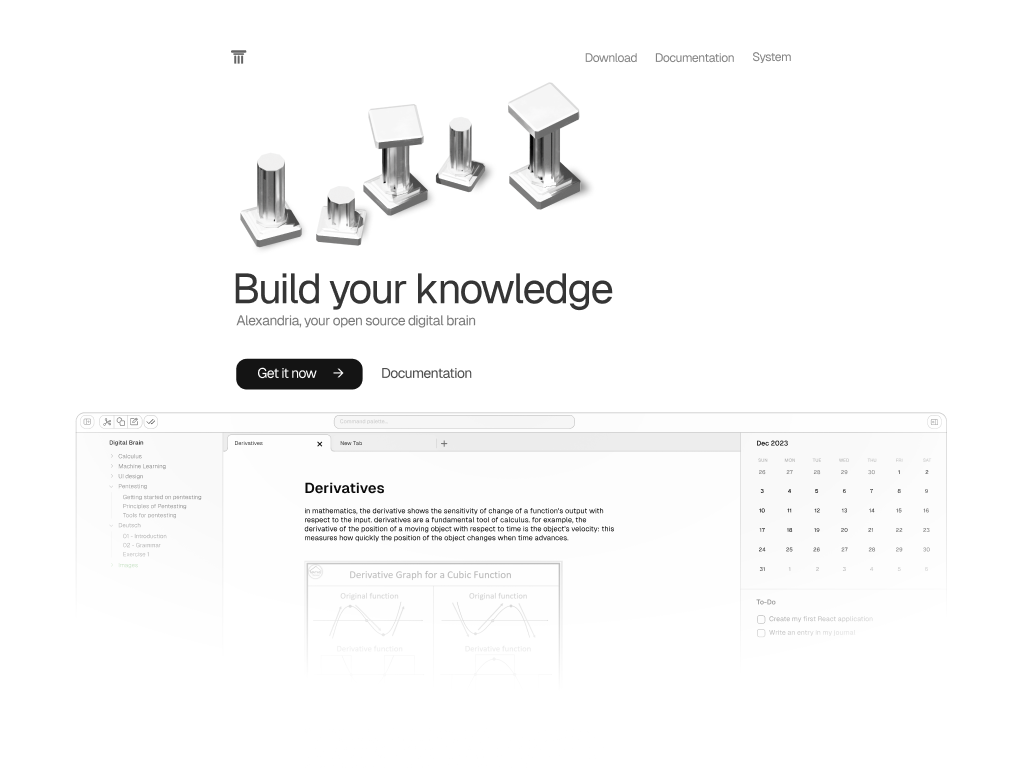 Download Documentation System
Build your knowledge
Alexandria, your open source digital brain
Get it now → Documentation
Command palette...
Digital Brain
Calculus
Machine Learning
UI design
Pentesting
Getting started on pentesting
Principles of Pentesting
Tools for pentesting
Deutsch
01 - Introduction
02 - Grammar
Exercise 1
Images
Derivatives × New Tab +
Derivatives
in mathematics, the derivative shows the sensitivity of change of a function's output with
respect to the input. derivatives are a fundamental tool of calculus. for example, the
derivative of the position of a moving object with respect to time is the object's velocity: this
measures how quickly the position of the object changes when time advances.
Derivative Graph for a Cubic Function
Original function Original function
Derivative function Derivative function
Dec 2023
SUN MON TUE WED THU FRI SAT
26 27 28 29 30 1 2
3 4 5 6 7 8 9
10 11 12 13 14 15 16
17 18 19 20 21 22 23
24 25 26 27 28 29 30
31 1 2 3 4 5 6
To-Do
Create my first React application
Write an entry in my journal